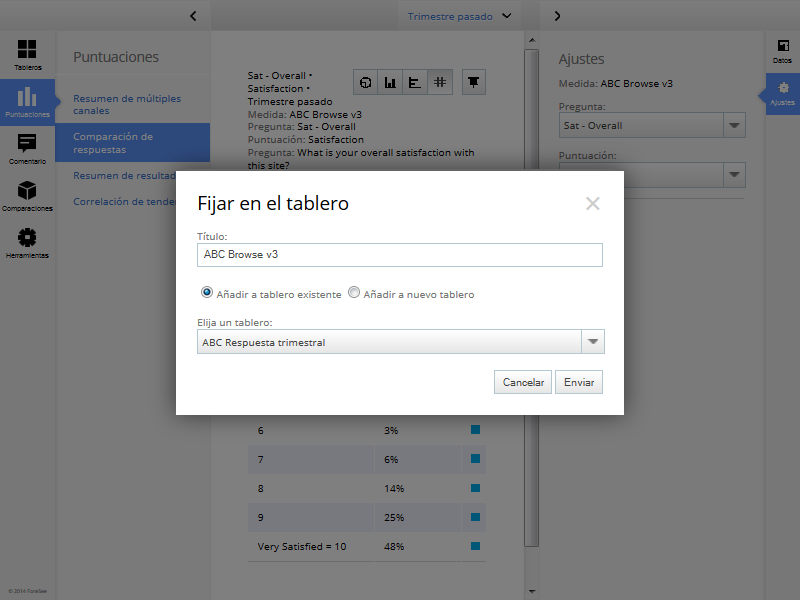 Trimestre pasado
Tableros
Puntuaciones
Comentario
Comparaciones
Herramientas
© 2014 ForeSee
Puntuaciones
Resumen de múltiples
canales
Comparación de
respuestas
Resumen de resultad
Correlación de tende
Sat - Overall •
Satisfaction •
Trimestre pasado
Medida: ABC Browse v3
Pregunta: Sat - Overall
Puntuación: Satisfaction
Pregunta: What is your overall satisfaction with
this site?
Fijar en el tablero
Título:
ABC Browse v3
Añadir a tablero existente Añadir a nuevo tablero
Elija un tablero:
ABC Respuesta trimestral
Cancelar Enviar
6 3%
7 6%
8 14%
9 25%
Very Satisfied = 10 48%
Ajustes
Medida: ABC Browse v3
Pregunta:
Sat - Overall
Puntuación:
Datos
Ajustes